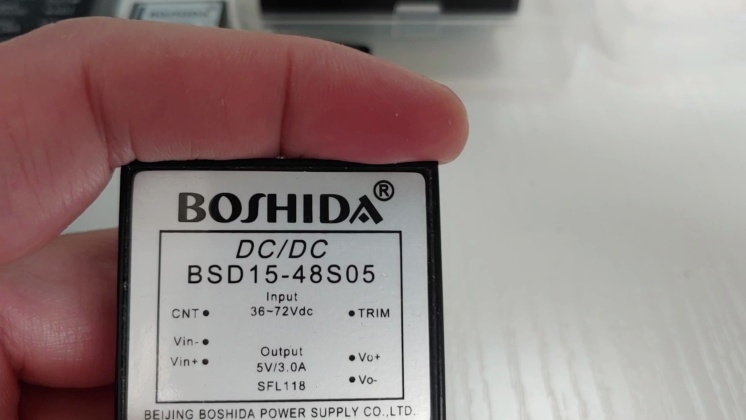 BOSHIDA®
DC/DC
BSD15-48S05
Input
CNT 36~72Vdc TRIM
Vin-
Output Vo+
Vin+ 5V/3.0A
SFL118 Vo-
BEIJING BOSHIDA POWER SUPPLY CO.,LTD.